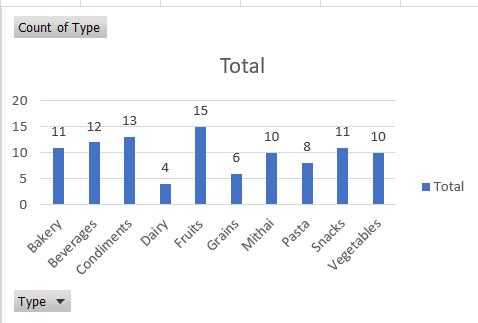 Count of Type
Total
20
15
10
5
0
11
12
13
4
15
6
10
8
11
10
Bakery
Beverages
Condiments
Dairy
Fruits
Grains
Mithai
Pasta
Snacks
Vegetables
Total
Type